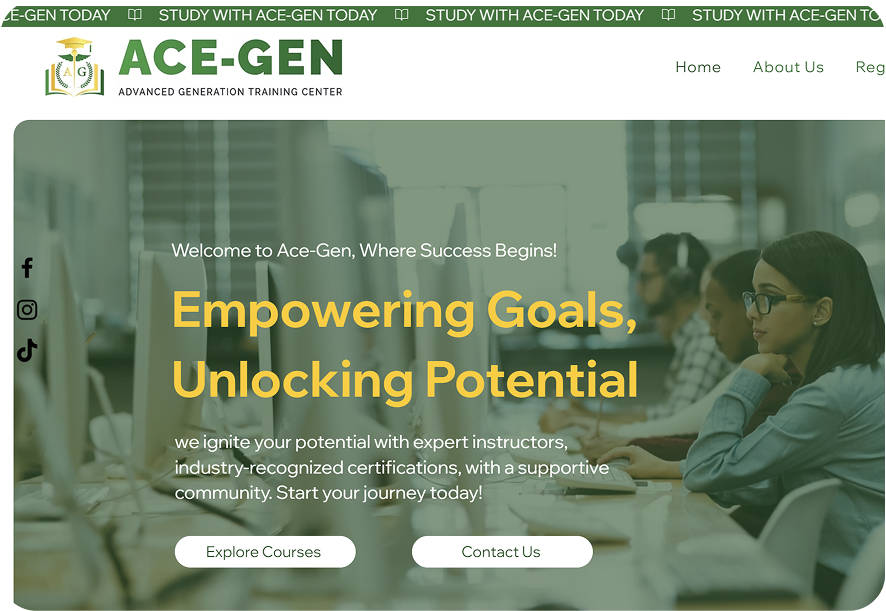 E-GEN TODAY STUDY WITH ACE-GEN TODAY STUDY WITH ACE-GEN TODAY STUDY WITH ACE-GEN TO
A G
ACE-GEN
ADVANCED GENERATION TRAINING CENTER
Home About Us Reg
Welcome to Ace-Gen, Where Success Begins!
Empowering Goals,
Unlocking Potential
we ignite your potential with expert instructors,
industry-recognized certifications, with a supportive
community. Start your journey today!
Explore Courses Contact Us